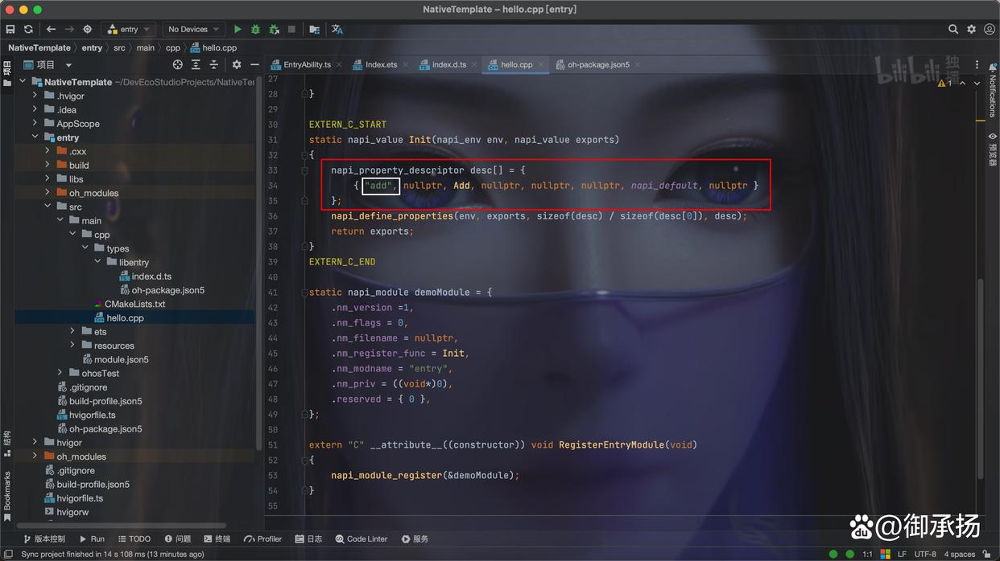 NativeTemplate – hello.cpp [entry]
entry
No Devices
NativeTemplate
entry
src
main
cpp
hello.cpp
项目
项目
EntryAbility.ts
Index.ets
index.d.ts
hello.cpp
oh-package.json5
bilibili 独播
1
Notifications
预览器
NativeTemplate ~/DevEcoStudioProjects/NativeTer
.hvigor
.idea
AppScope
entry
.cxx
build
libs
oh_modules
src
main
cpp
types
libentry
index.d.ts
oh-package.json5
CMakeLists.txt
hello.cpp
ets
resources
module.json5
ohosTest
.gitignore
build-profile.json5
hvigorfile.ts
oh-package.json5
hvigor
oh_modules
.gitignore
build-profile.json5
hvigorfile.ts
hvigorw
结构
Bookmarks
27
28 }
29
30 EXTERN_C_START
31 static napi_value Init(napi_env env, napi_value exports)
32 {
33 napi_property_descriptor desc[] = {
34 { "add", nullptr, Add, nullptr, nullptr, nullptr, napi_default, nullptr }
35 };
36 napi_define_properties(env, exports, sizeof(desc) / sizeof(desc[0]), desc);
37 return exports;
38 }
39 EXTERN_C_END
40
41 static napi_module demoModule = {
42 .nm_version =1,
43 .nm_flags = 0,
44 .nm_filename = nullptr,
45 .nm_register_func = Init,
46 .nm_modname = "entry",
47 .nm_priv = ((void*)0),
48 .reserved = { 0 },
49 };
50
51 extern "C" __attribute__((constructor)) void RegisterEntryModule(void)
52 {
53 napi_module_register(&demoModule);
54 }
55
版本控制
Run
TODO
问题
终端
Profiler
日志
Code Linter
服务
Sync project finished in 14 s 108 ms (13 minutes ago)
1:1
LF
UTF-8
4 spaces
du @御承扬